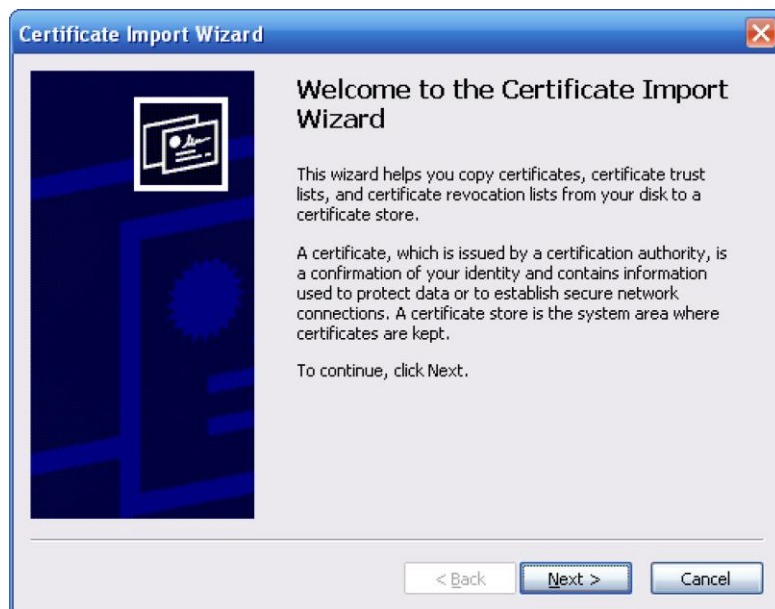 Certificate Import Wizard
Welcome to the Certificate Import
Wizard
This wizard helps you copy certificates, certificate trust
lists, and certificate revocation lists from your disk to a
certificate store.
A certificate, which is issued by a certification authority, is
a confirmation of your identity and contains information
used to protect data or to establish secure network
connections. A certificate store is the system area where
certificates are kept.
To continue, click Next.
< Back Next > Cancel